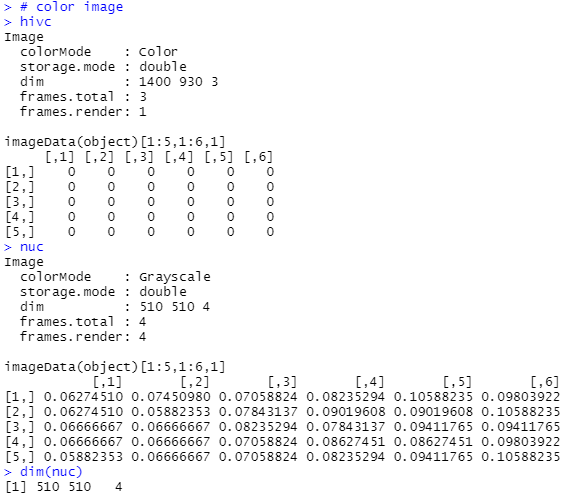 > # color image
> hivc
Image
  colorMode    : Color
  storage.mode : double
  dim          : 1400 930 3
  frames.total : 3
  frames.render: 1

imageData(object)[1:5,1:6,1]
     [,1] [,2] [,3] [,4] [,5] [,6]
[1,]    0    0    0    0    0    0
[2,]    0    0    0    0    0    0
[3,]    0    0    0    0    0    0
[4,]    0    0    0    0    0    0
[5,]    0    0    0    0    0    0
> nuc
Image
  colorMode    : Grayscale
  storage.mode : double
  dim          : 510 510 4
  frames.total : 4
  frames.render: 4

imageData(object)[1:5,1:6,1]
           [,1]       [,2]       [,3]       [,4]       [,5]       [,6]
[1,] 0.06274510 0.07450980 0.07058824 0.08235294 0.10588235 0.09803922
[2,] 0.06274510 0.05882353 0.07843137 0.09019608 0.09019608 0.10588235
[3,] 0.06666667 0.06666667 0.08235294 0.07843137 0.09411765 0.09411765
[4,] 0.06666667 0.06666667 0.07058824 0.08627451 0.08627451 0.09803922
[5,] 0.05882353 0.06666667 0.07058824 0.08235294 0.09411765 0.10588235
> dim(nuc)
[1] 510 510   4